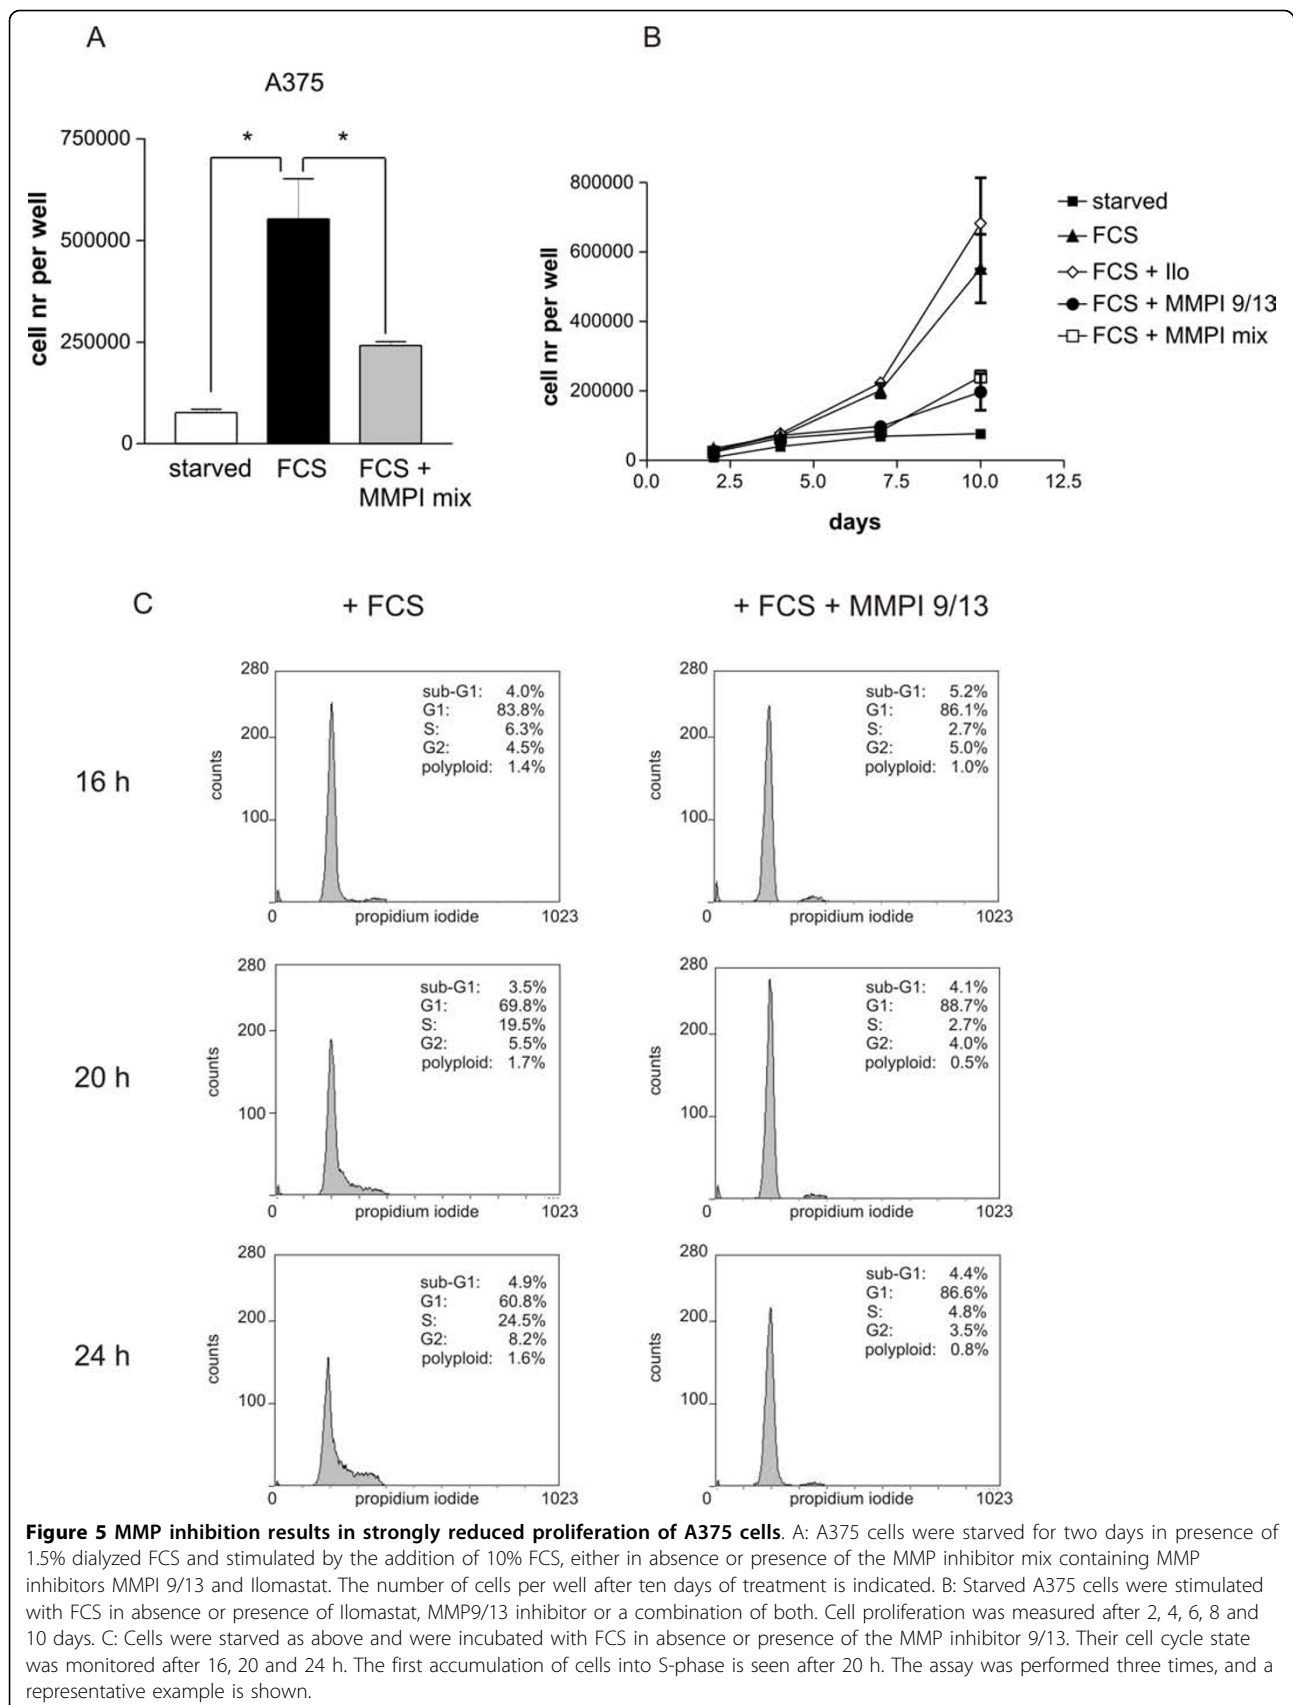 A
B
A375
*
*
750000
500000
250000
0
cell nr per well
starved
FCS
FCS +
MMPI mix
800000
600000
400000
200000
0
cell nr per well
0.0
2.5
5.0
7.5
10.0
12.5
days
starved
FCS
FCS + Ilo
FCS + MMPI 9/13
FCS + MMPI mix
C
+ FCS
+ FCS + MMPI 9/13
16 h
280
200
100
counts
sub-G1: 4.0%
G1: 83.8%
S: 6.3%
G2: 4.5%
polyploid: 1.4%
0
propidium iodide
1023
280
200
100
counts
sub-G1: 5.2%
G1: 86.1%
S: 2.7%
G2: 5.0%
polyploid: 1.0%
0
propidium iodide
1023
20 h
280
200
100
counts
sub-G1: 3.5%
G1: 69.8%
S: 19.5%
G2: 5.5%
polyploid: 1.7%
0
propidium iodide
1023
280
200
100
counts
sub-G1: 4.1%
G1: 88.7%
S: 2.7%
G2: 4.0%
polyploid: 0.5%
0
propidium iodide
1023
24 h
280
200
100
counts
sub-G1: 4.9%
G1: 60.8%
S: 24.5%
G2: 8.2%
polyploid: 1.6%
0
propidium iodide
1023
280
200
100
counts
sub-G1: 4.4%
G1: 86.6%
S: 4.8%
G2: 3.5%
polyploid: 0.8%
0
propidium iodide
1023
Figure 5 MMP inhibition results in strongly reduced proliferation of A375 cells. A: A375 cells were starved for two days in presence of
1.5% dialyzed FCS and stimulated by the addition of 10% FCS, either in absence or presence of the MMP inhibitor mix containing MMP
inhibitors MMPI 9/13 and Ilomastat. The number of cells per well after ten days of treatment is indicated. B: Starved A375 cells were stimulated
with FCS in absence or presence of Ilomastat, MMP9/13 inhibitor or a combination of both. Cell proliferation was measured after 2, 4, 6, 8 and
10 days. C: Cells were starved as above and were incubated with FCS in absence or presence of the MMP inhibitor 9/13. Their cell cycle state
was monitored after 16, 20 and 24 h. The first accumulation of cells into S-phase is seen after 20 h. The assay was performed three times, and a
representative example is shown.